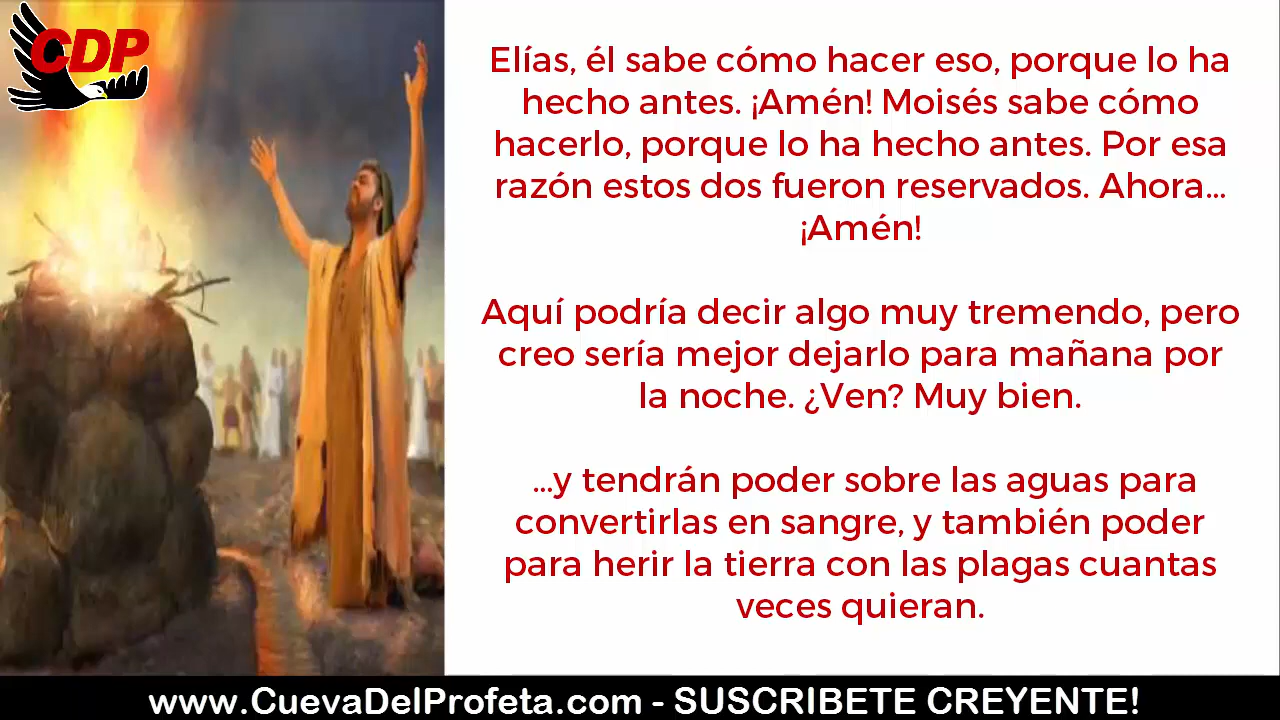 CDP
Elías, él sabe cómo hacer eso, porque lo ha
hecho antes. ¡Amén! Moisés sabe cómo
hacerlo, porque lo ha hecho antes. Por esa
razón estos dos fueron reservados. Ahora...
¡Amén!
Aquí podría decir algo muy tremendo, pero
creo sería mejor dejarlo para mañana por
la noche. ¿Ven? Muy bien.
...y tendrán poder sobre las aguas para
convertirlas en sangre, y también poder
para herir la tierra con las plagas cuantas
veces quieran.
www.CuevaDelProfeta.com - SUSCRIBETE CREYENTE!